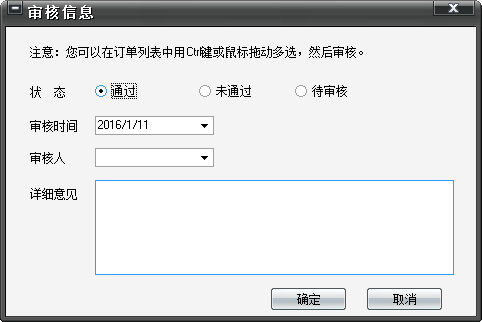 审核信息
注意：您可以在订单列表中用Ctrl键或鼠标拖动多选，然后审核。
状 态 通过 未通过 待审核
审核时间 2016/1/11
审核人
详细意见
确定 取消